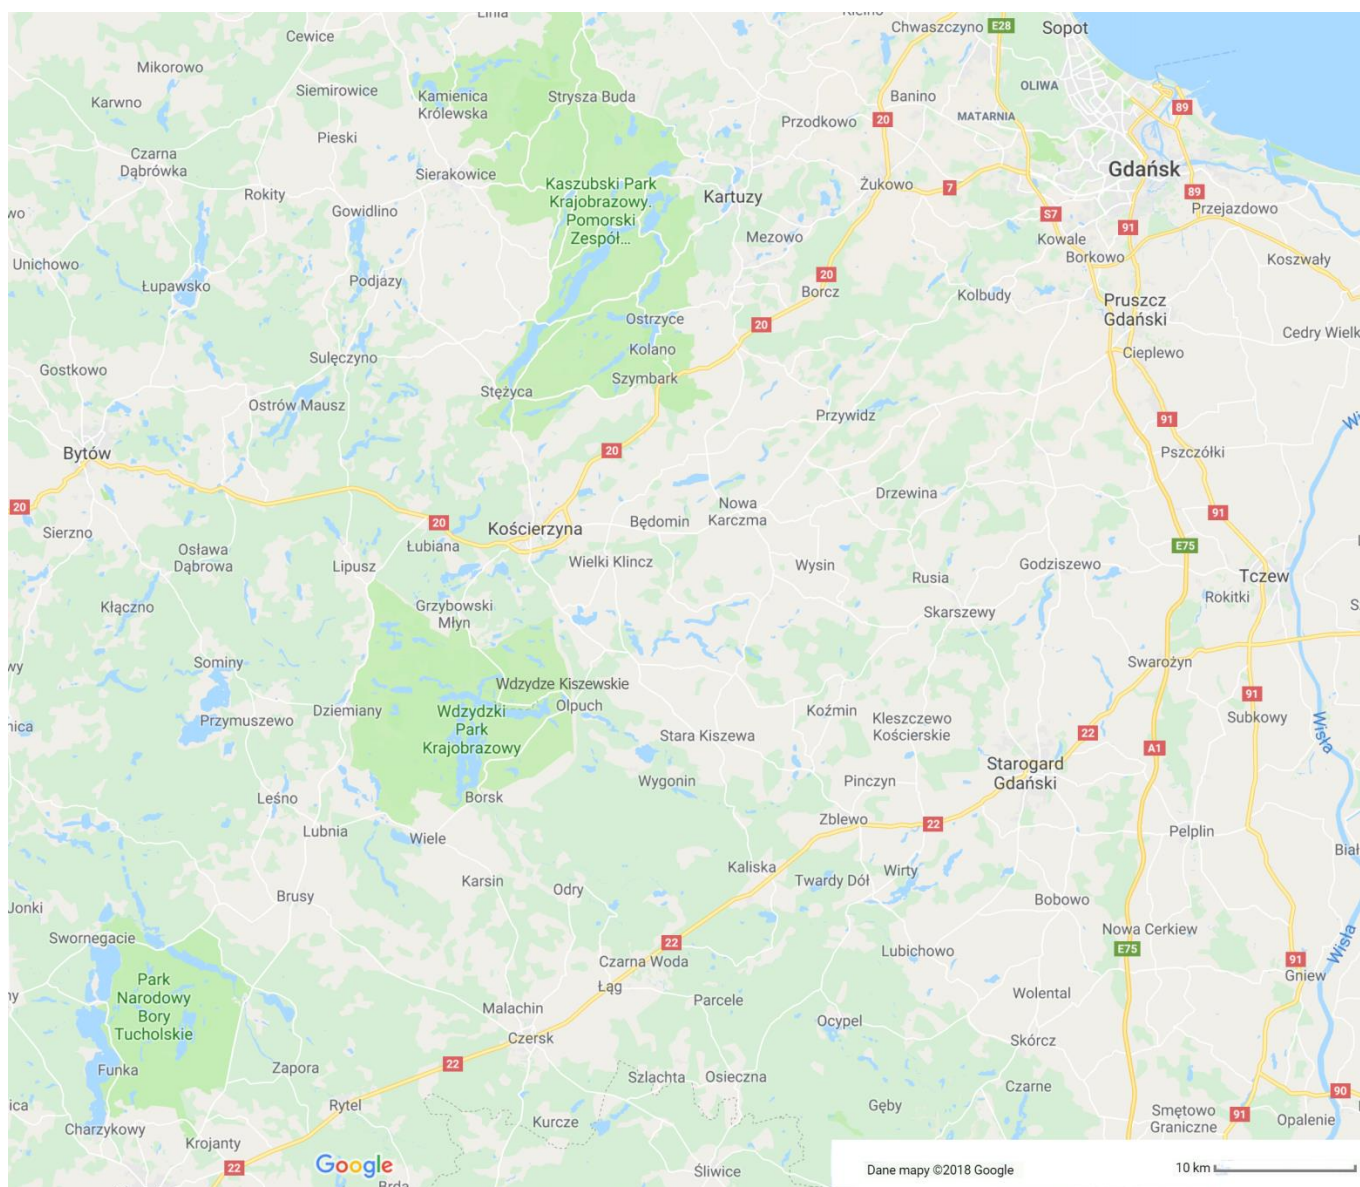 Linia
Cewice
Chwaszczyno
E28
Sopot
Mikorowo
Karwno
Siemirowice
Kamienica
Królewska
Strysza Buda
Banino
OLIWA
MATARNIA
89
20
Przodkowo
Pieski
Czarna
Dąbrówka
Sierakowice
Rokity
Gowidlino
Kaszubski Park
Krajobrazowy.
Pomorski
Zespół...
Kartuzy
Żukowo
7
Gdańsk
89
Przejazdowo
S7
91
Kowale
Borkowo
Koszwały
Mezowo
Unichowo
Łupawsko
Podjazy
20
Borcz
Kolbudy
Pruszcz
Gdański
Ostrzyce
20
Cedry Wielk
Kolano
Cieplewo
Sulęczyno
Gostkowo
Szymbark
Stężyca
Ostrów Mausz
Przywidz
91
Bytów
20
Pszczółki
Drzewina
20
Nowa
Karczma
91
20
Kościerzyna
Będomin
Sierzno
Łubiana
E75
Osława
Dąbrowa
Lipusz
Wielki Klincz
Wysin
Rusia
Godziszewo
Tczew
Rokitki
Kłączno
Grzybowski
Młyn
Skarszewy
Sominy
Swarożyn
Wdzydze Kiszewskie
Olpuch
91
Przymuszewo
Dziemiany
Wdzydzki
Park
Krajobrazowy
Koźmin
Kleszczewo
Kościerskie
Subkowy
Wisła
Stara Kiszewa
22
A1
Starogard
Gdański
Wygonin
Pinczyn
Leśno
Borsk
Zblewo
22
Lubnia
Wiele
Pelplin
Kaliska
Karsin
Odry
Twardy Dół
Wirty
Brusy
Bobowo
Swornegacie
22
Nowa Cerkiew
E75
Lubichowo
Wisła
91
Gniew
Czarna Woda
Park
Narodowy
Bory
Tucholskie
Łąg
Parcele
Wolental
Malachin
Ocypel
Czersk
Skórcz
22
Funka
Zapora
Szlachta
Osieczna
Czarne
90
Rytel
Gęby
Smętowo
Graniczne
91
Opalenie
Charzykowy
Krojanty
Kurcze
22
Google
Śliwice
Dane mapy ©2018 Google
10 km